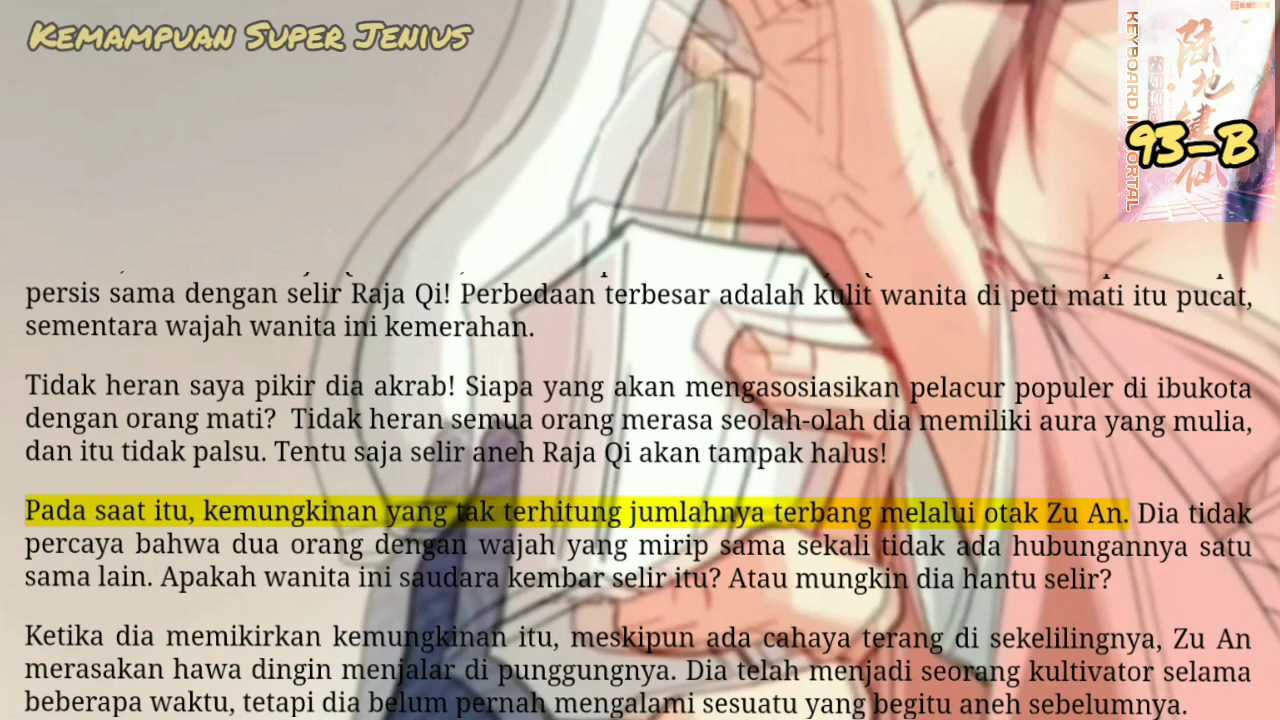 Kemampuan Super Jenius
KEYBOARD IMMORTAL
陆地键仙
93-B
persis sama dengan selir Raja Qi! Perbedaan terbesar adalah kulit wanita di peti mati itu pucat,
sementara wajah wanita ini kemerahan.
Tidak heran saya pikir dia akrab! Siapa yang akan mengasosiasikan pelacur populer di ibukota
dengan orang mati? Tidak heran semua orang merasa seolah-olah dia memiliki aura yang mulia,
dan itu tidak palsu. Tentu saja selir aneh Raja Qi akan tampak halus!
Pada saat itu, kemungkinan yang tak terhitung jumlahnya terbang melalui otak Zu An. Dia tidak
percaya bahwa dua orang dengan wajah yang mirip sama sekali tidak ada hubungannya satu
sama lain. Apakah wanita ini saudara kembar selir itu? Atau mungkin dia hantu selir?
Ketika dia memikirkan kemungkinan itu, meskipun ada cahaya terang di sekelilingnya, Zu An
merasakan hawa dingin menjalar di punggungnya. Dia telah menjadi seorang kultivator selama
beberapa waktu, tetapi dia belum pernah mengalami sesuatu yang begitu aneh sebelumnya.